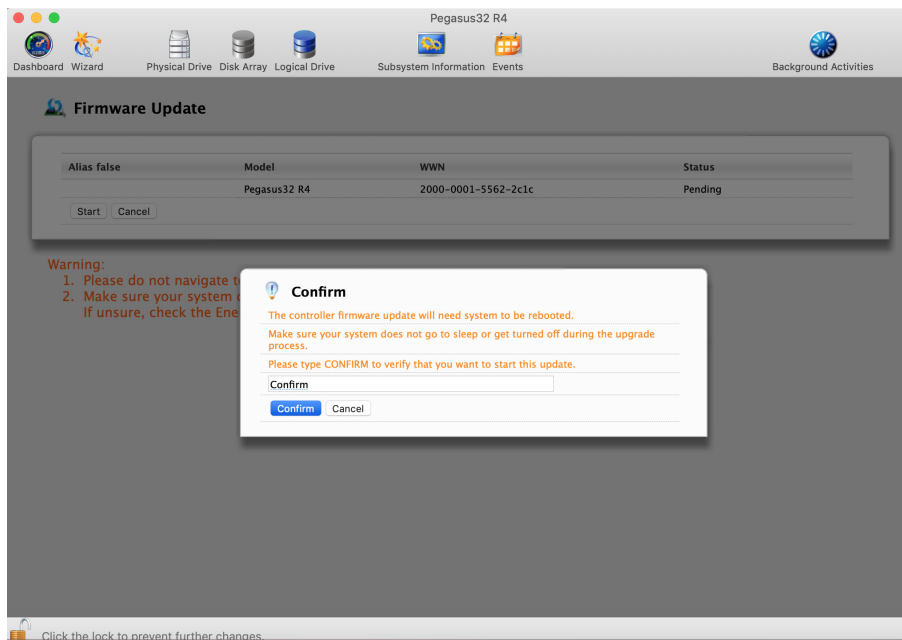 Pegasus32 R4
Dashboard Wizard Physical Drive Disk Array Logical Drive Subsystem Information Events Background Activities
Firmware Update
Alias false Model WWN Status
Pegasus32 R4 2000-0001-5562-2c1c Pending
Start Cancel
Warning:
1. Please do not navigate t
2. Make sure your system
If unsure, check the Ene
Confirm
The controller firmware update will need system to be rebooted.
Make sure your system does not go to sleep or get turned off during the upgrade
process.
Please type CONFIRM to verify that you want to start this update.
Confirm
Confirm Cancel
Click the lock to prevent further changes.